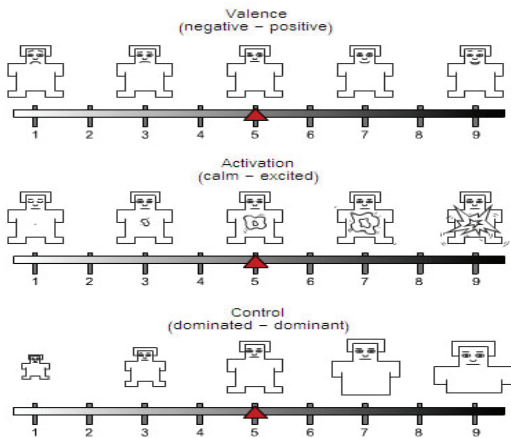 Valence
(negative – positive)
1 2 3 4 5 6 7 8 9
Activation
(calm – excited)
1 2 3 4 5 6 7 8 9
Control
(dominated – dominant)
1 2 3 4 5 6 7 8 9